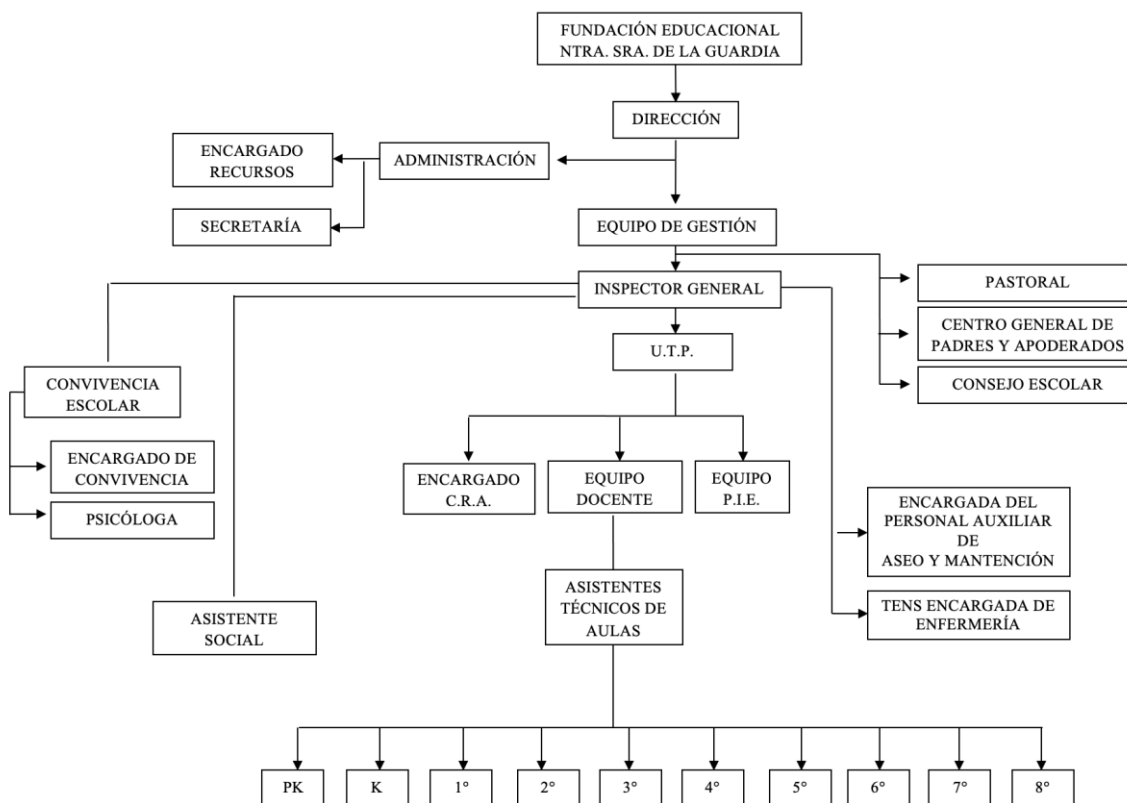 FUNDACIÓN EDUCACIONAL
NTRA. SRA. DE LA GUARDIA
DIRECCIÓN
ENCARGADO
RECURSOS
ADMINISTRACIÓN
SECRETARÍA
EQUIPO DE GESTIÓN
INSPECTOR GENERAL
PASTORAL
CENTRO GENERAL DE
PADRES Y APODERADOS
CONSEJO ESCOLAR
U.T.P.
CONVIVENCIA
ESCOLAR
ENCARGADO DE
CONVIVENCIA
PSICÓLOGA
ENCARGADO
C.R.A.
EQUIPO
DOCENTE
EQUIPO
P.I.E.
ENCARGADA DEL
PERSONAL AUXILIAR
DE
ASEO Y MANTENCIÓN
ASISTENTES
TÉCNICOS DE
AULAS
ASISTENTE
SOCIAL
TENS ENCARGADA DE
ENFERMERÍA
PK
K
1°
2°
3°
4°
5°
6°
7°
8°